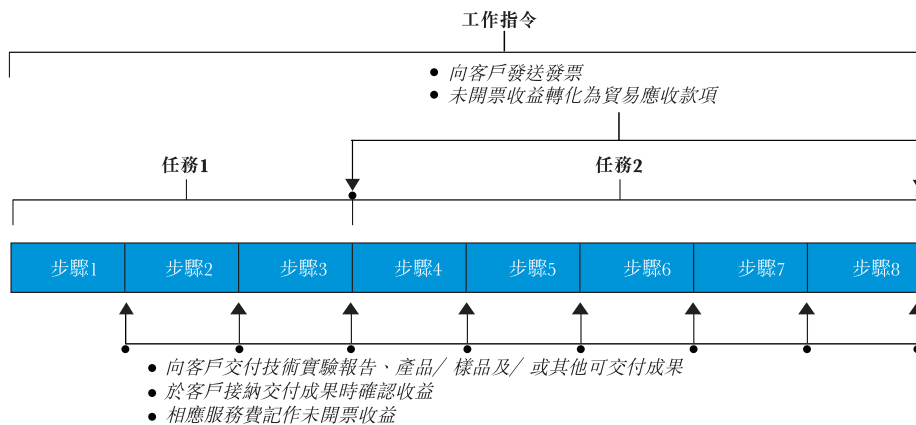 工作指令
● 向客戶發送發票
● 未開票收益轉化為貿易應收款項
任務1
任務2
步驟1 步驟2 步驟3 步驟4 步驟5 步驟6 步驟7 步驟8
● 向客戶交付技術實驗報告、產品/ 樣品及/ 或其他可交付成果
● 於客戶接納交付成果時確認收益
● 相應服務費記作未開票收益